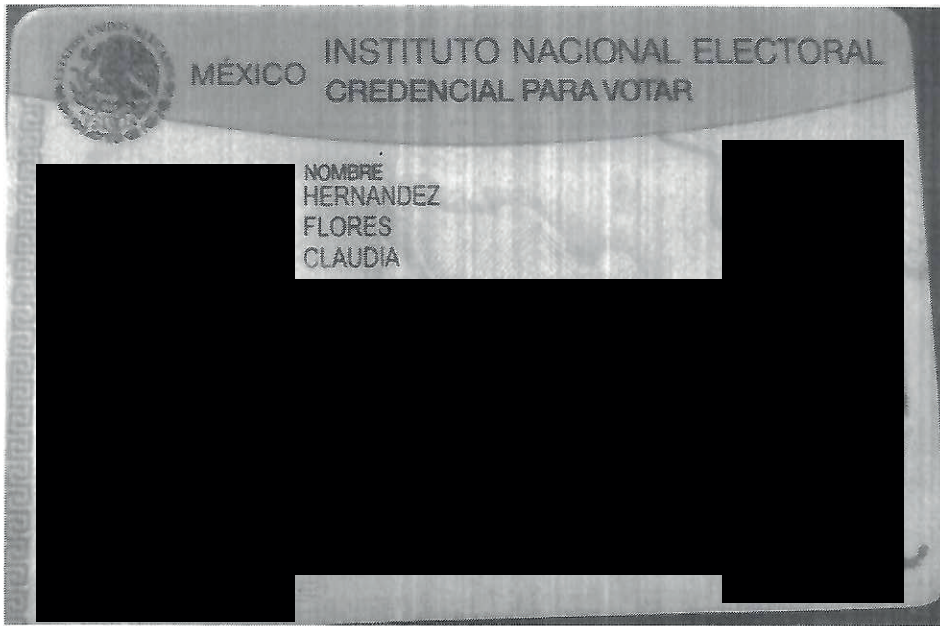 MÉXICO
INSTITUTO NACIONAL ELECTORAL
CREDENCIAL PARA VOTAR
NOMBRE
HERNANDEZ
FLORES
CLAUDIA